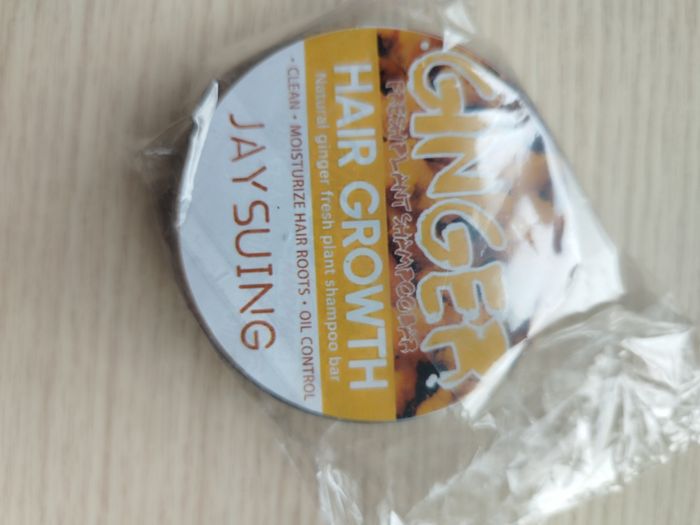 GINGER
FRESH PLANT SHAMPOO BAR
HAIR GROWTH
Natural ginger fresh plant shampoo bar
· CLEAN · MOISTURIZE HAIR ROOTS · OIL CONTROL
JAYSUING